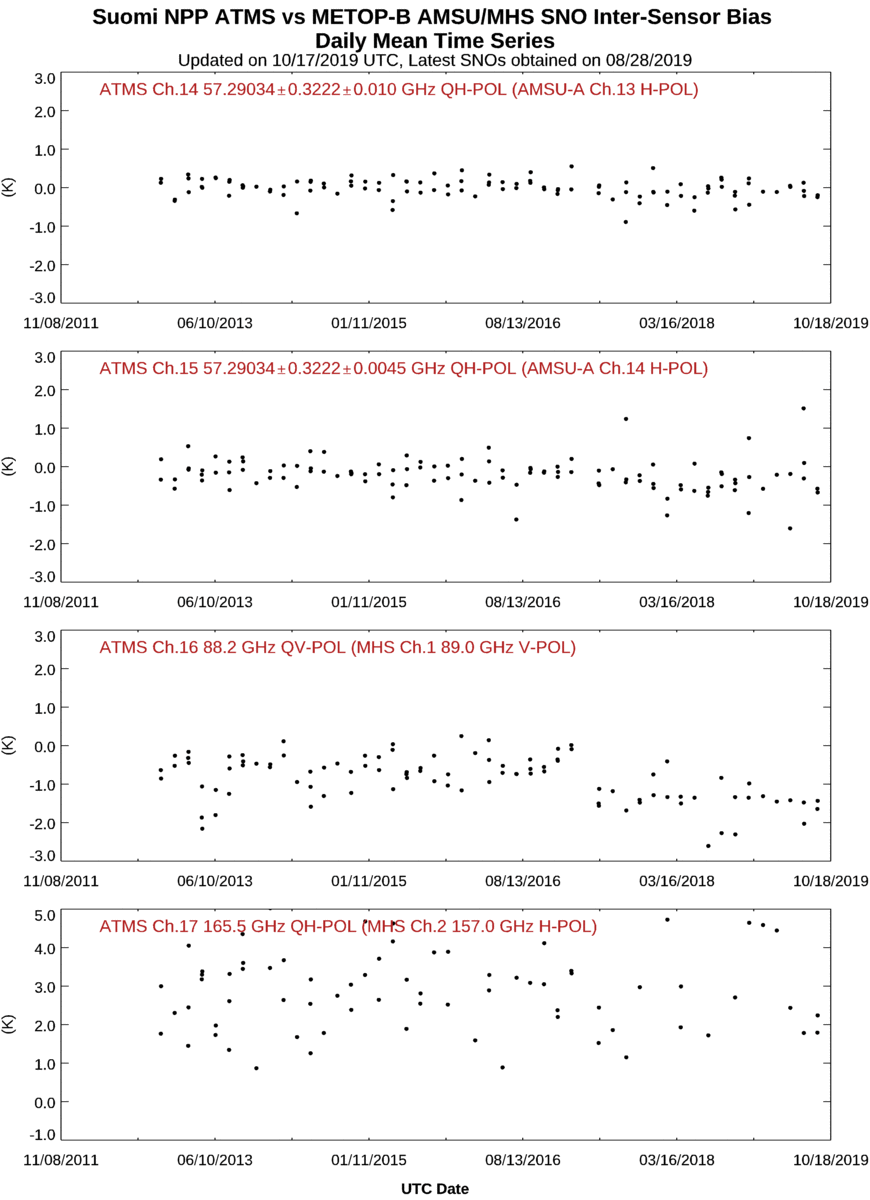 Suomi NPP ATMS vs METOP-B AMSU/MHS SNO Inter-Sensor Bias
Daily Mean Time Series
Updated on 10/17/2019 UTC, Latest SNOs obtained on 08/28/2019
ATMS Ch.14 57.29034±0.3222±0.010 GHz QH-POL (AMSU-A Ch.13 H-POL)
3.0
2.0
1.0
0.0
-1.0
-2.0
-3.0
(K)
11/08/2011 06/10/2013 01/11/2015 08/13/2016 03/16/2018 10/18/2019
ATMS Ch.15 57.29034±0.3222±0.0045 GHz QH-POL (AMSU-A Ch.14 H-POL)
3.0
2.0
1.0
0.0
-1.0
-2.0
-3.0
(K)
11/08/2011 06/10/2013 01/11/2015 08/13/2016 03/16/2018 10/18/2019
ATMS Ch.16 88.2 GHz QV-POL (MHS Ch.1 89.0 GHz V-POL)
3.0
2.0
1.0
0.0
-1.0
-2.0
-3.0
(K)
11/08/2011 06/10/2013 01/11/2015 08/13/2016 03/16/2018 10/18/2019
ATMS Ch.17 165.5 GHz QH-POL (MHS Ch.2 157.0 GHz H-POL)
5.0
4.0
3.0
2.0
1.0
0.0
-1.0
(K)
11/08/2011 06/10/2013 01/11/2015 08/13/2016 03/16/2018 10/18/2019
UTC Date